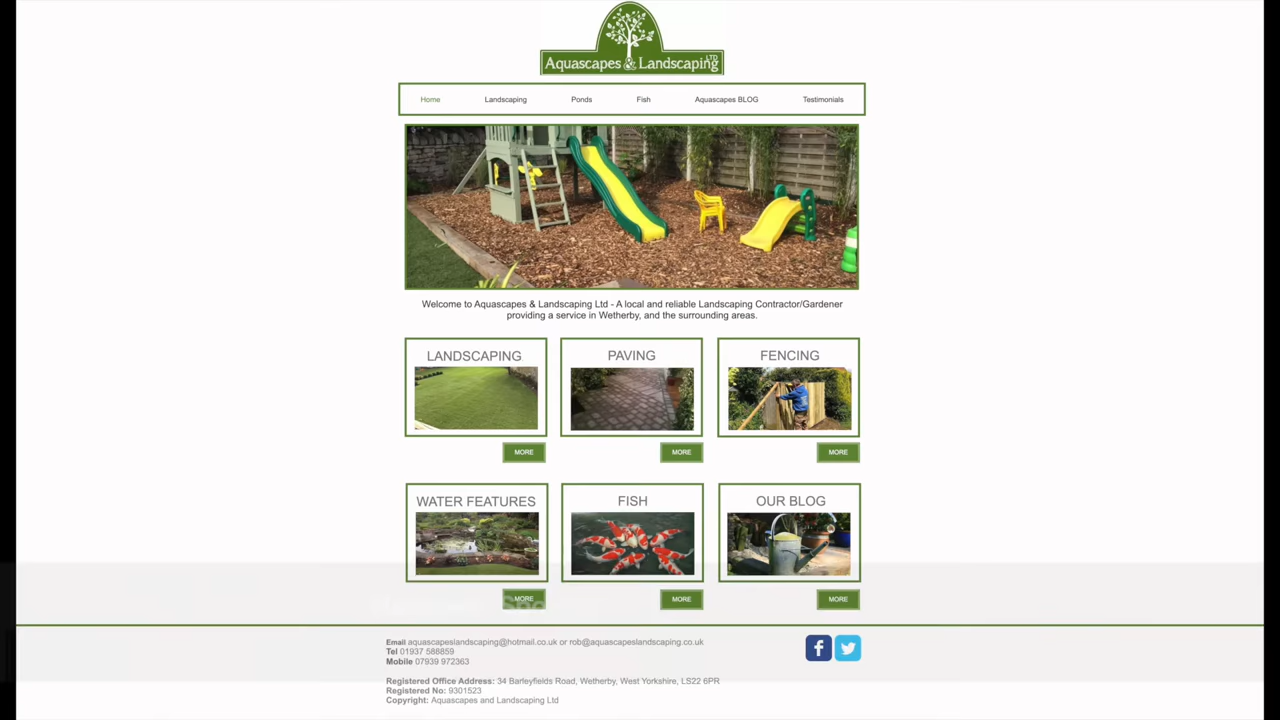 Aquascapes & Landscaping LTD
Home Landscaping Ponds Fish Aquascapes BLOG Testimonials
Welcome to Aquascapes & Landscaping Ltd - A local and reliable Landscaping Contractor/Gardener
providing a service in Wetherby, and the surrounding areas.
LANDSCAPING PAVING FENCING
MORE MORE MORE
WATER FEATURES FISH OUR BLOG
MORE MORE MORE
Email aquascapeslandscaping@hotmail.co.uk or rob@aquascapeslandscaping.co.uk
Tel 01937 588859
Mobile 07939 972363
Registered Office Address: 34 Barleyfields Road, Wetherby, West Yorkshire, LS22 6PR
Registered No: 9301523
Copyright: Aquascapes and Landscaping Ltd